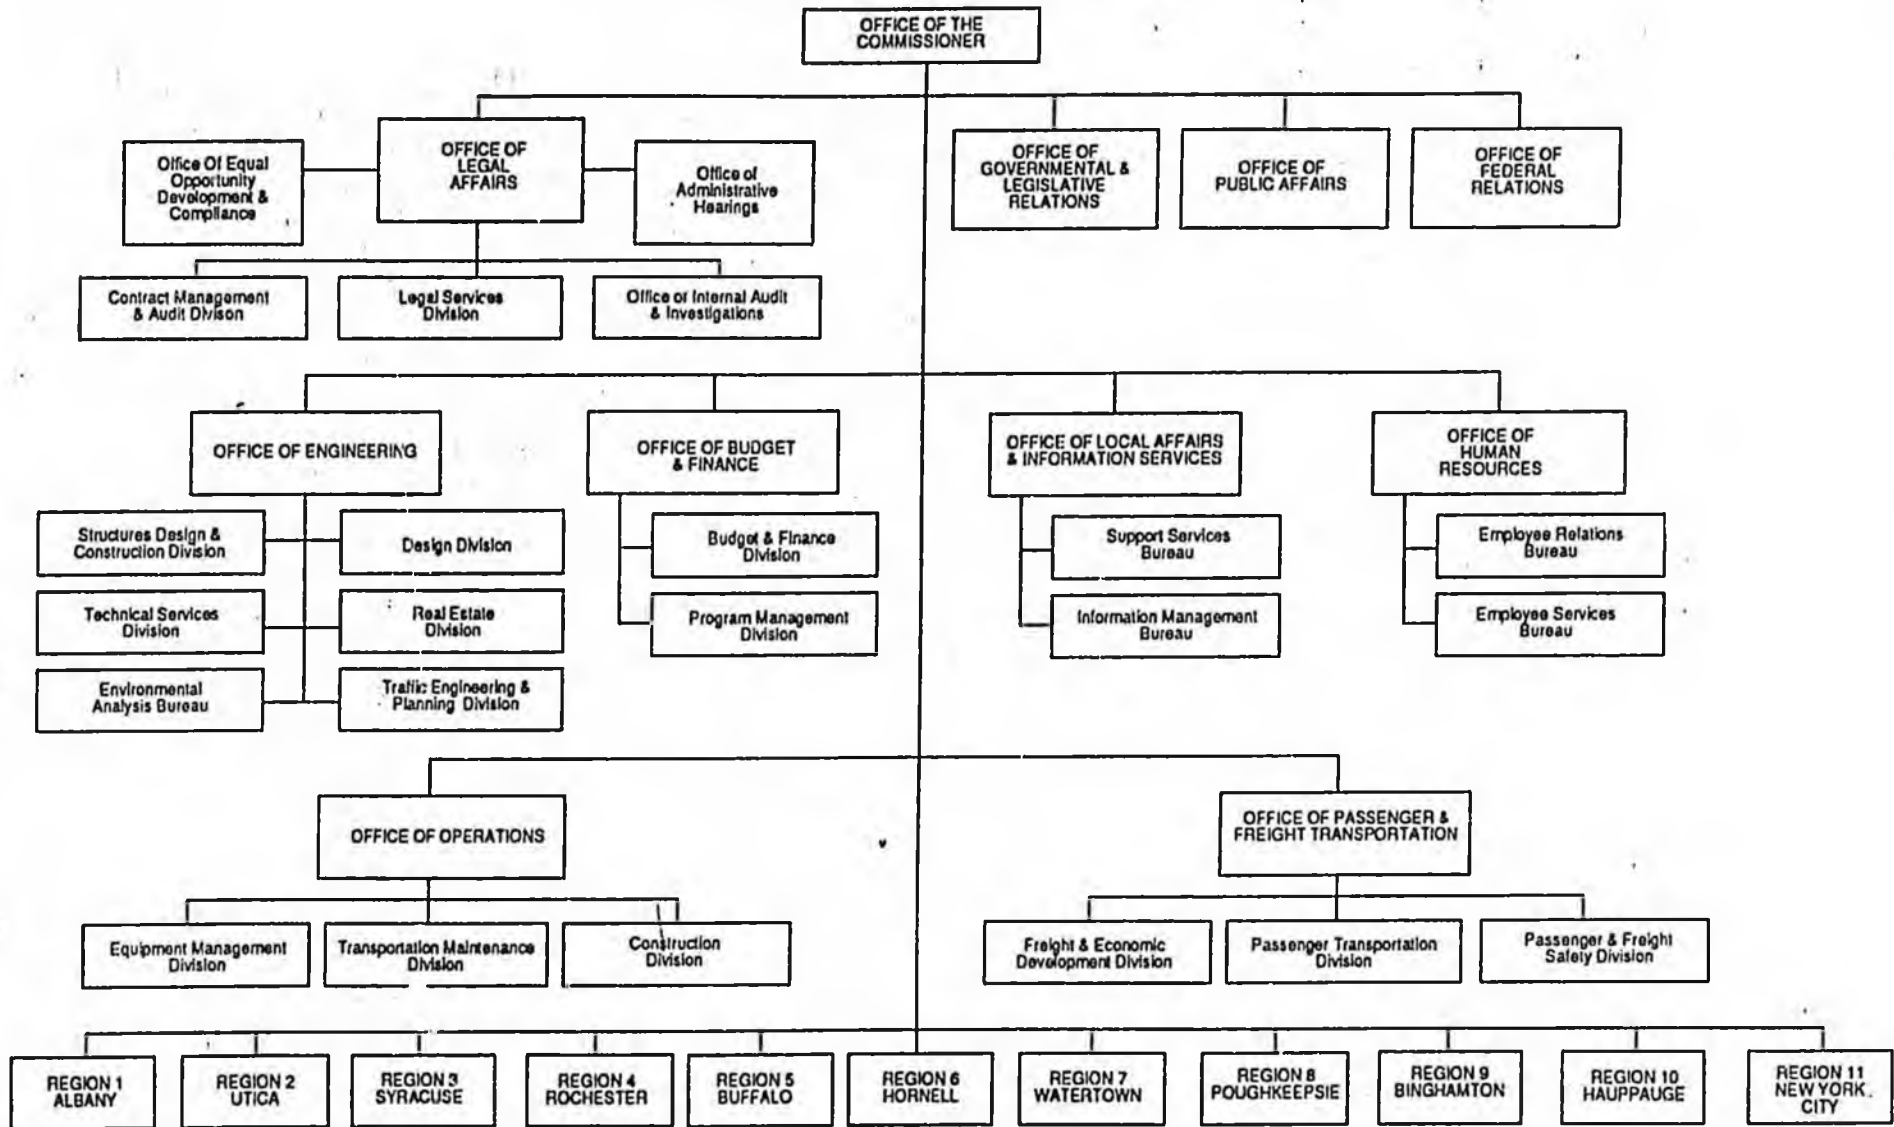 OFFICE OF THE
COMMISSIONER
Office Of Equal
Opportunity
Development &
Compliance
OFFICE OF
LEGAL
AFFAIRS
Office of
Administrative
Hearings
OFFICE OF
GOVERNMENTAL &
LEGISLATIVE
RELATIONS
OFFICE OF
PUBLIC AFFAIRS
OFFICE OF
FEDERAL
RELATIONS
Contract Management
& Audit Divison
Legal Services
Division
Office of Internal Audit
& Investigations
OFFICE OF ENGINEERING
OFFICE OF BUDGET
& FINANCE
OFFICE OF LOCAL AFFAIRS
& INFORMATION SERVICES
OFFICE OF
HUMAN
RESOURCES
Structures Design &
Construction Division
Design Division
Budget & Finance
Division
Support Services
Bureau
Employee Relations
Bureau
Technical Services
Division
Real Estate
Division
Program Management
Division
Information Management
Bureau
Employee Services
Bureau
Environmental
Analysis Bureau
Traffic Engineering &
Planning Division
OFFICE OF OPERATIONS
OFFICE OF PASSENGER &
FREIGHT TRANSPORTATION
Equipment Management
Division
Transportation Maintenance
Division
Construction
Division
Freight & Economic
Development Division
Passenger Transportation
Division
Passenger & Freight
Safety Division
REGION 1
ALBANY
REGION 2
UTICA
REGION 3
SYRACUSE
REGION 4
ROCHESTER
REGION 5
BUFFALO
REGION 6
HORNELL
REGION 7
WATERTOWN
REGION 8
POUGHKEEPSIE
REGION 9
BINGHAMTON
REGION 10
HAUPPAUGE
REGION 11
NEW YORK
CITY